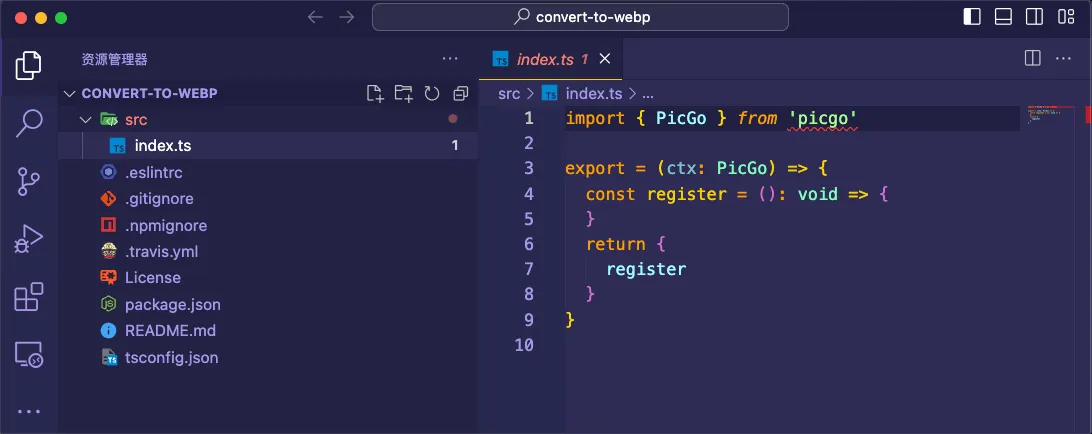 convert-to-webp
资源管理器
CONVERT-TO-WEBP
src
TS index.ts 1
.eslintrc
.gitignore
.npmignore
.travis.yml
License
package.json
README.md
tsconfig.json
TS index.ts 1
src > TS index.ts > ...
1 import { PicGo } from 'picgo'
2
3 export = (ctx: PicGo) => {
4   const register = (): void => {
5   }
6   return {
7     register
8   }
9 }
10